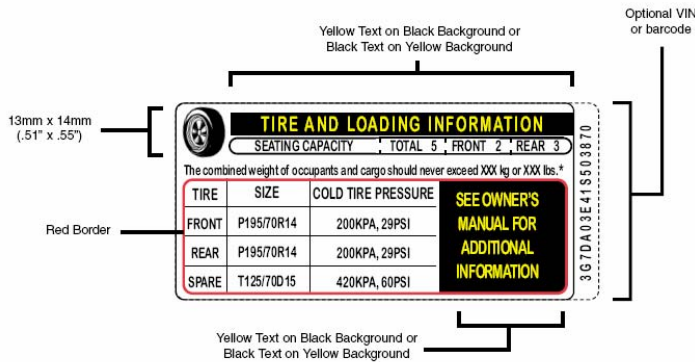 Optional VIN
or barcode
Yellow Text on Black Background or
Black Text on Yellow Background
13mm x 14mm
(.51" x .55")
TIRE AND LOADING INFORMATION
SEATING CAPACITY TOTAL 5 FRONT 2 REAR 3
The combined weight of occupants and cargo should never exceed XXX kg or XXX lbs.*
TIRE SIZE COLD TIRE PRESSURE
FRONT P195/70R14 200KPA, 29PSI
REAR P195/70R14 200KPA, 29PSI
SPARE T125/70D15 420KPA, 60PSI
SEE OWNER'S
MANUAL FOR
ADDITIONAL
INFORMATION
3G7DA03E41S503870
Red Border
Yellow Text on Black Background or
Black Text on Yellow Background